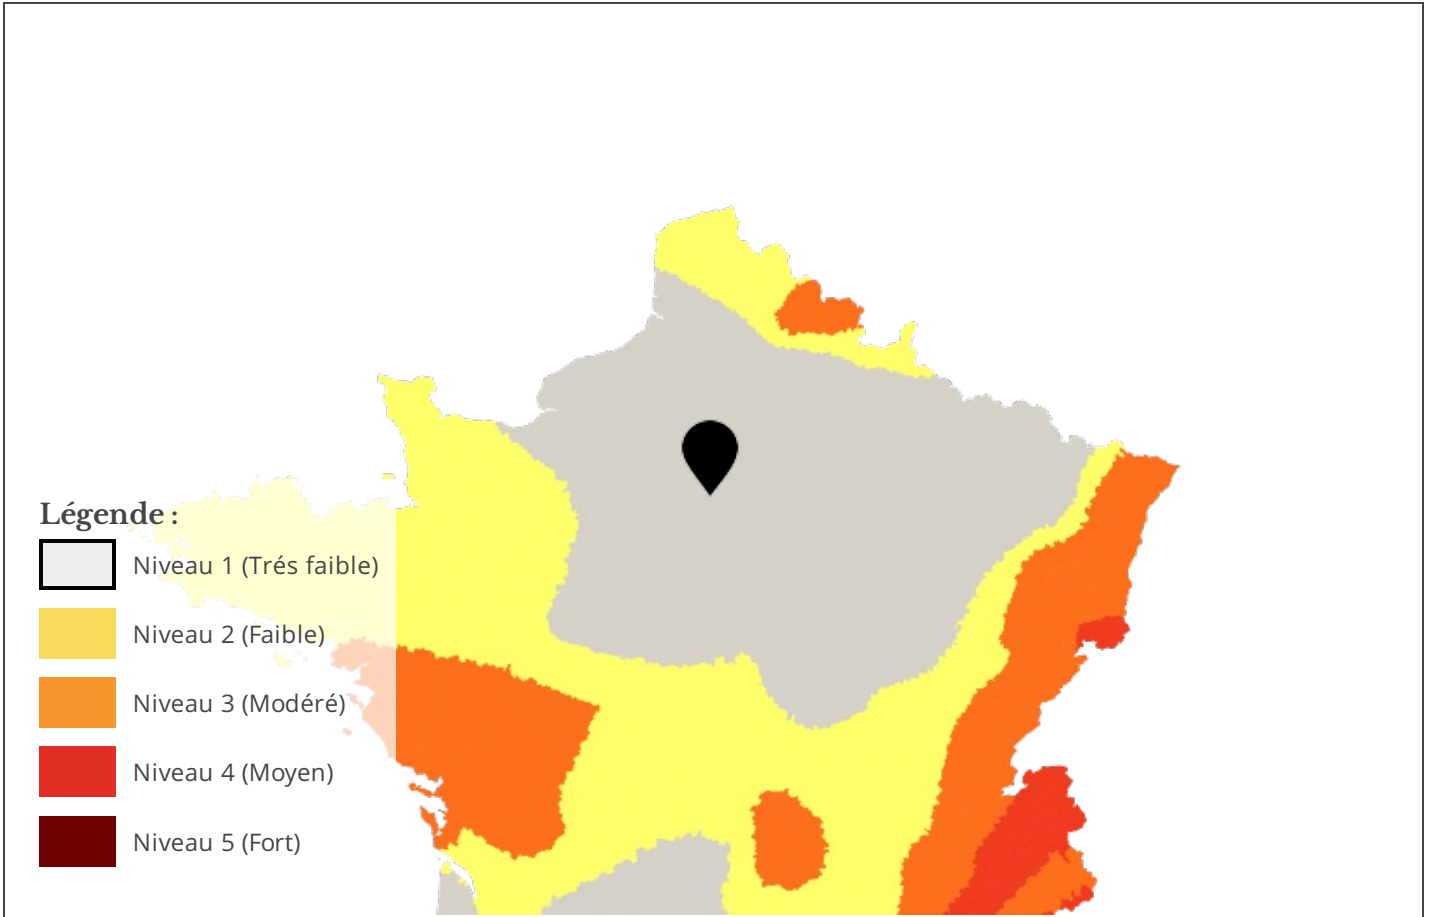 Légende :
Niveau 1 (Trés faible)
Niveau 2 (Faible)
Niveau 3 (Modéré)
Niveau 4 (Moyen)
Niveau 5 (Fort)